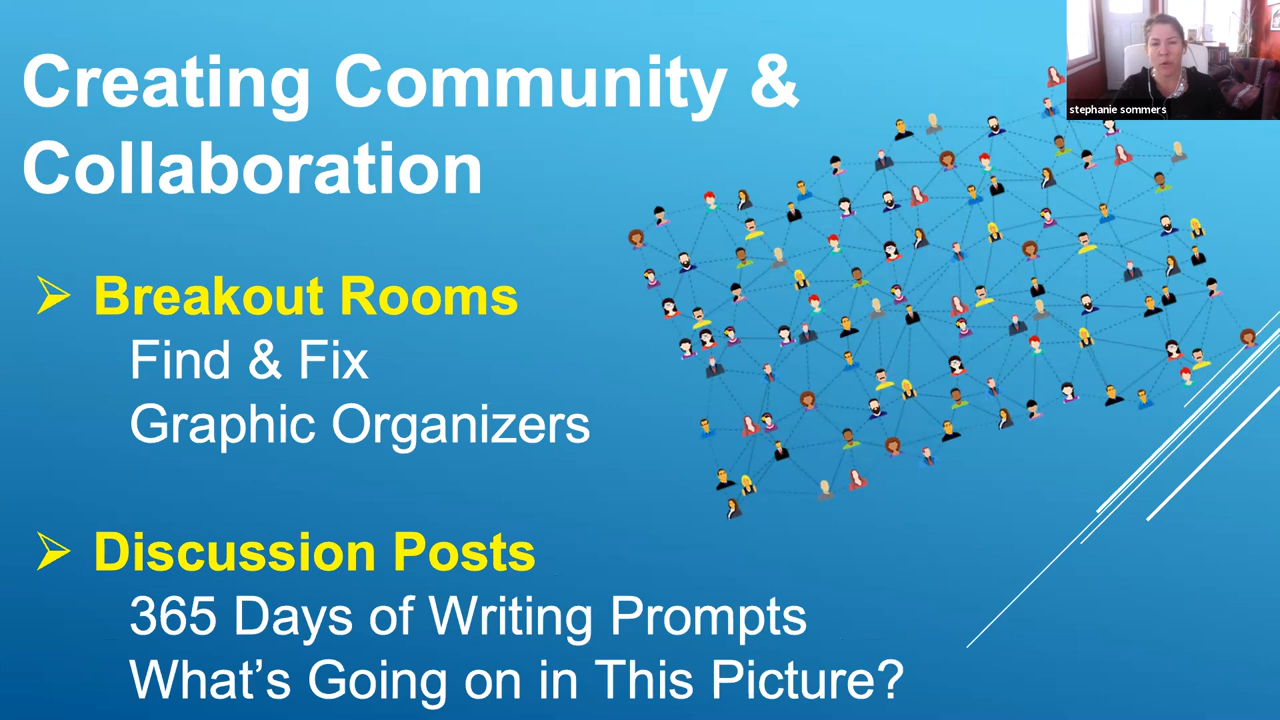 Creating Community &
Collaboration
stephanie sommers
Breakout Rooms
Find & Fix
Graphic Organizers
Discussion Posts
365 Days of Writing Prompts
What's Going on in This Picture?